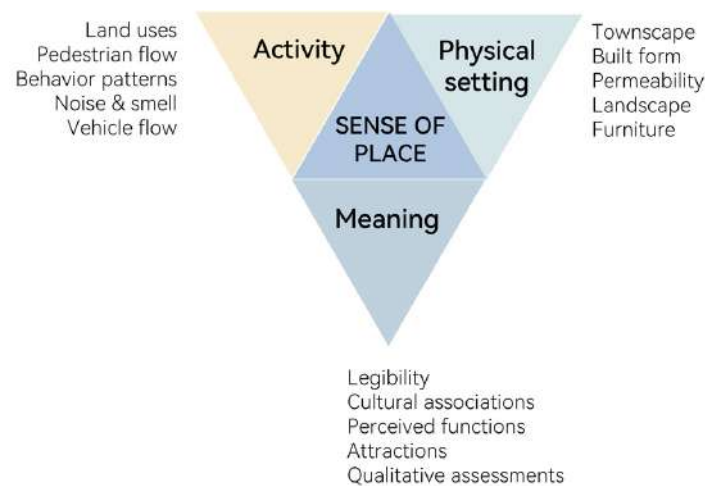 Land uses
Pedestrian flow
Behavior patterns
Noise & smell
Vehicle flow
Activity
Physical
setting
Townscape
Built form
Permeability
Landscape
Furniture
SENSE OF
PLACE
Meaning
Legibility
Cultural associations
Perceived functions
Attractions
Qualitative assessments